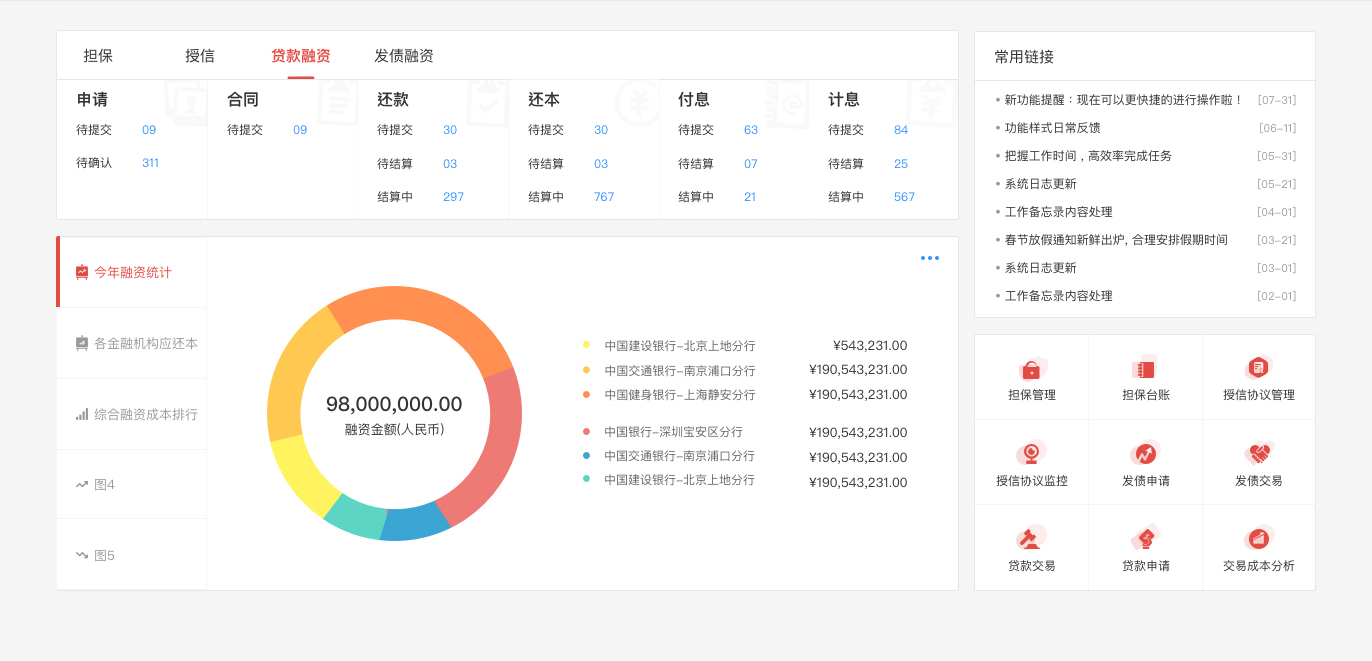 担保 授信 贷款融资 发债融资
申请 合同 还款 还本 付息 计息
待提交 09 待提交 09 待提交 30 待提交 30 待提交 63 待提交 84
待确认 311 待结算 03 待结算 03 待结算 07 待结算 25
结算中 297 结算中 767 结算中 21 结算中 567
今年融资统计
各金融机构应还本
综合融资成本排行
图4
图5
98,000,000.00
融资金额(人民币)
中国建设银行-北京上地分行 ¥543,231.00
中国交通银行-南京浦口分行 ¥190,543,231.00
中国健身银行-上海静安分行 ¥190,543,231.00
中国银行-深圳宝安区分行 ¥190,543,231.00
中国交通银行-南京浦口分行 ¥190,543,231.00
中国建设银行-北京上地分行 ¥190,543,231.00
常用链接
• 新功能提醒：现在可以更快捷的进行操作啦！ [07-31]
• 功能样式日常反馈 [06-11]
• 把握工作时间，高效率完成任务 [05-31]
• 系统日志更新 [05-21]
• 工作备忘录内容处理 [04-01]
• 春节放假通知新鲜出炉, 合理安排假期时间 [03-21]
• 系统日志更新 [03-01]
• 工作备忘录内容处理 [02-01]
担保管理 担保台账 授信协议管理
授信协议监控 发债申请 发债交易
贷款交易 贷款申请 交易成本分析